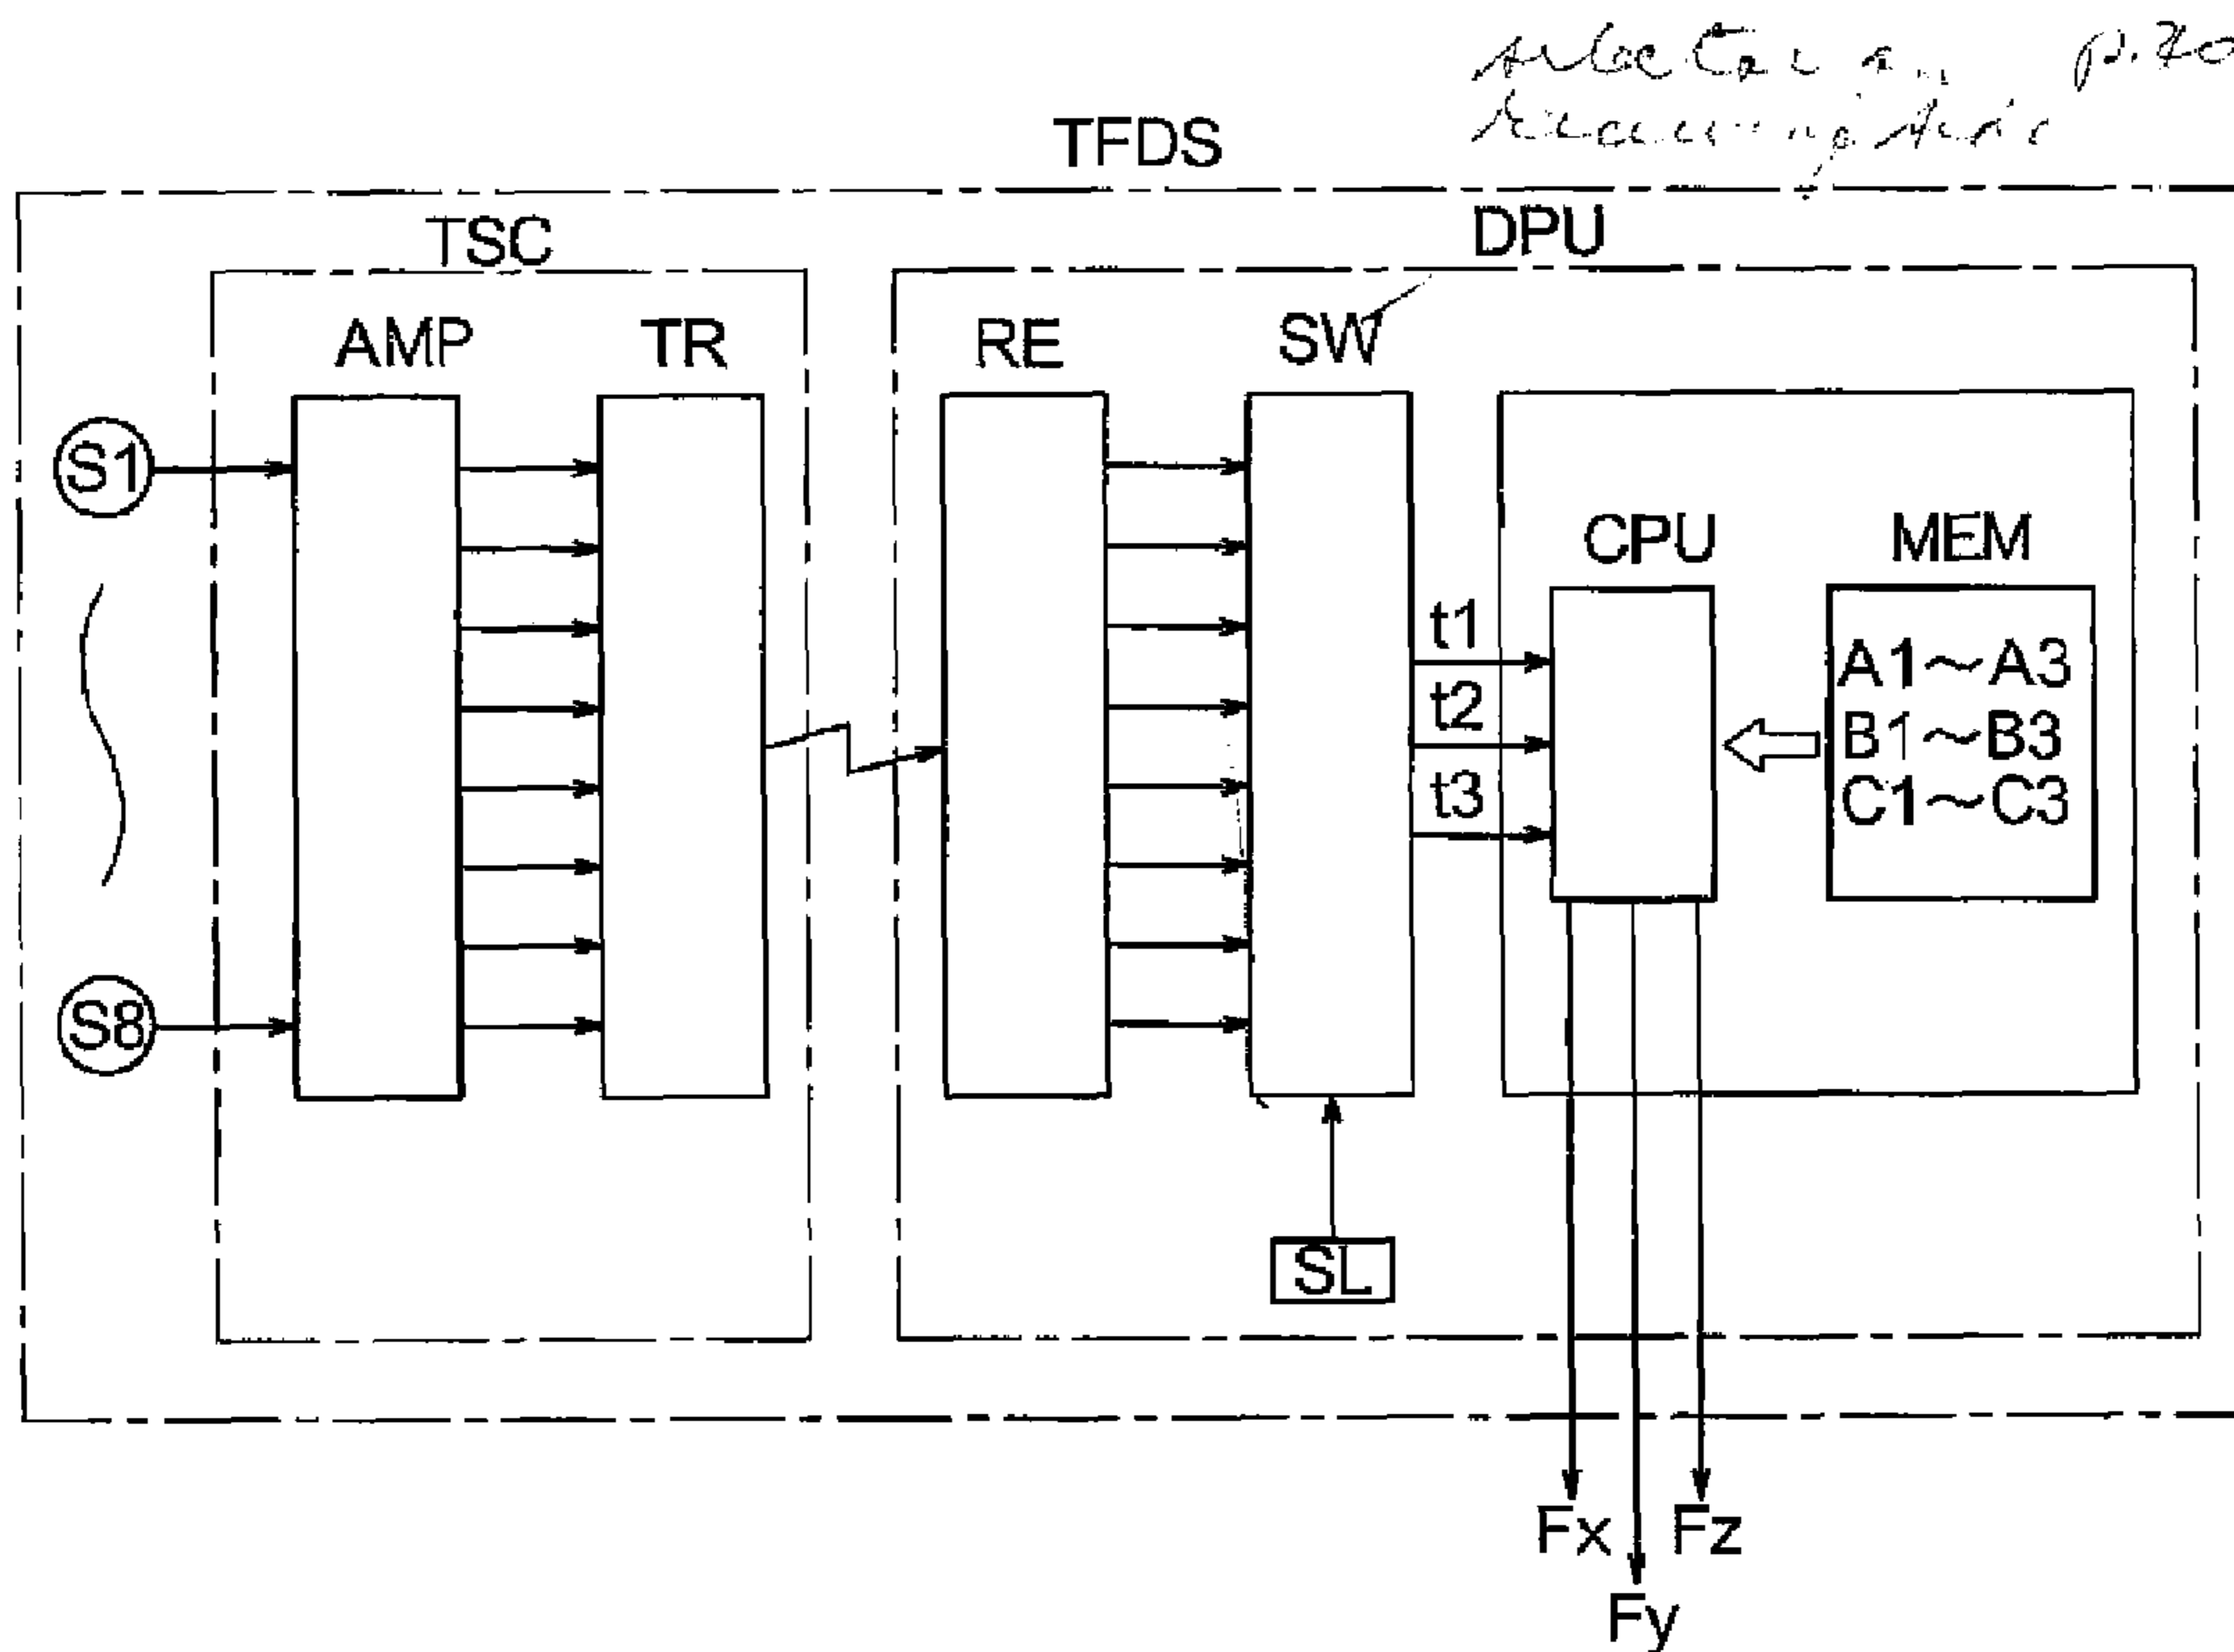 p.20
TFDS
TSC
DPU
AMP
TR
RE
SW
S1
CPU
MEM
t1
A1~A3
t2
B1~B3
t3
C1~C3
S8
SL
Fx
Fz
Fy